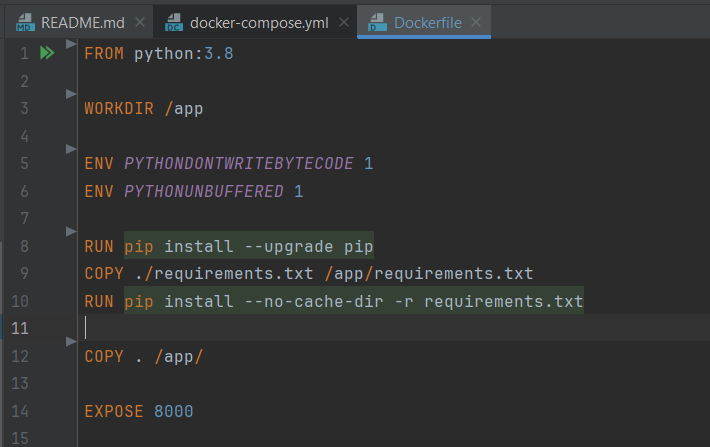 README.md docker-compose.yml Dockerfile
1 FROM python:3.8
2
3 WORKDIR /app
4
5 ENV PYTHONDONTWRITEBYTECODE 1
6 ENV PYTHONUNBUFFERED 1
7
8 RUN pip install --upgrade pip
9 COPY ./requirements.txt /app/requirements.txt
10 RUN pip install --no-cache-dir -r requirements.txt
11
12 COPY . /app/
13
14 EXPOSE 8000
15